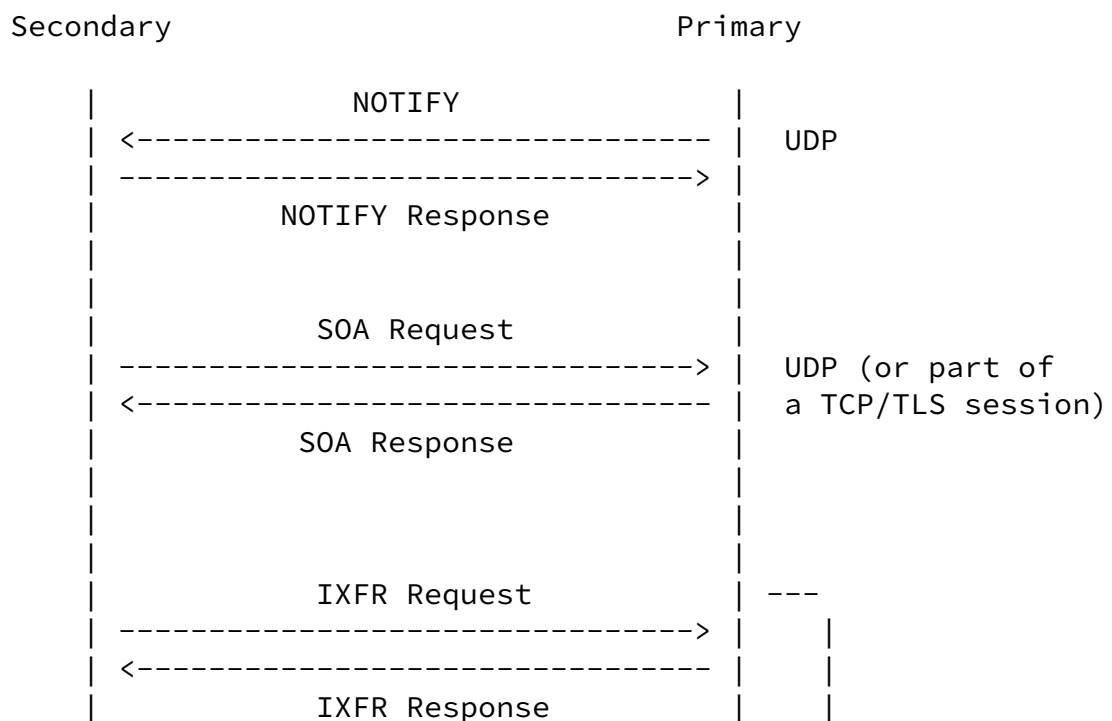 Secondary                            Primary

    |              NOTIFY               |
    | <-------------------------------- |  UDP
    | --------------------------------> |
    |          NOTIFY Response          |
    |                                   |
    |                                   |
    |            SOA Request            |
    | --------------------------------> |  UDP (or part of
    | <-------------------------------- |  a TCP/TLS session)
    |           SOA Response            |
    |                                   |
    |                                   |
    |                                   |
    |            IXFR Request           | ---
    | --------------------------------> |    |
    | <-------------------------------- |    |
    |            IXFR Response          |    |